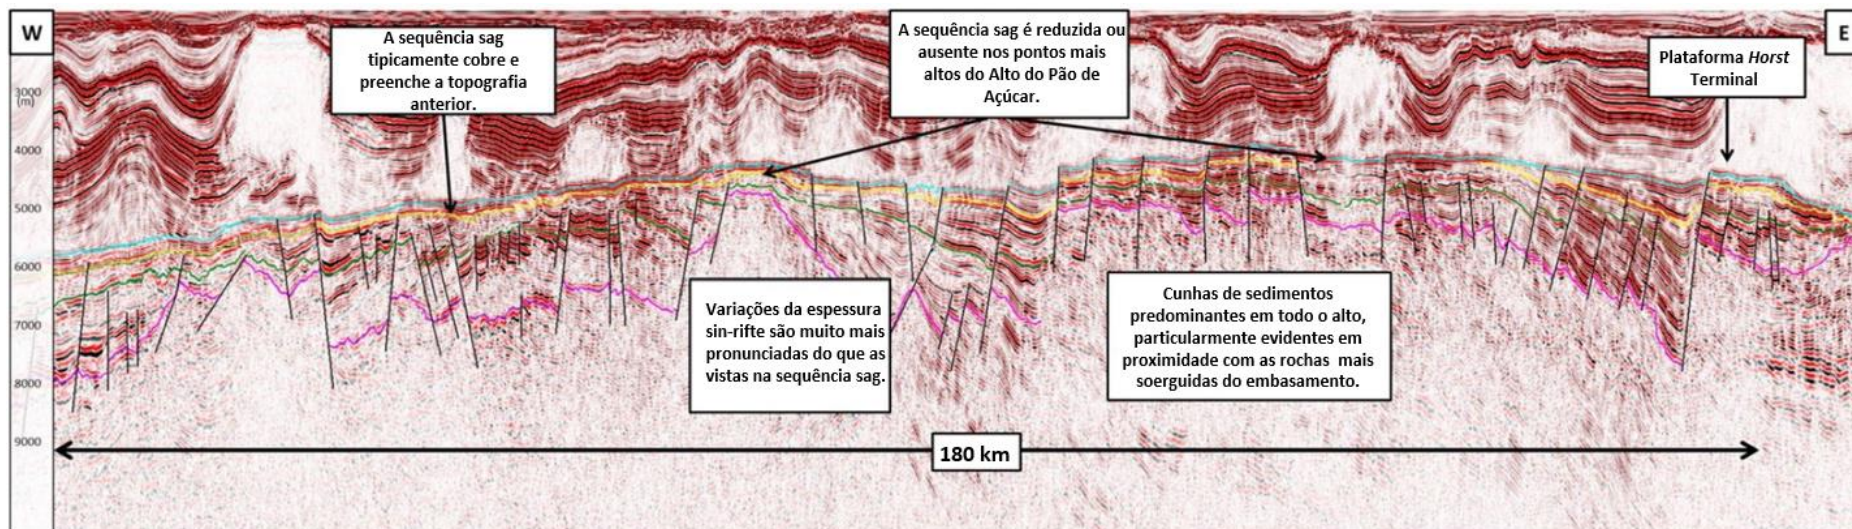 W
A sequência sag
tipicamente cobre e
preenche a topografia
anterior.
A sequência sag é reduzida ou
ausente nos pontos mais
altos do Alto do Pão de
Açúcar.
E
Plataforma Horst
Terminal
3000
(m)
4000
5000
6000
7000
8000
9000
Variações da espessura
sin-rifte são muito mais
pronunciadas do que as
vistas na sequência sag.
Cunhas de sedimentos
predominantes em todo o alto,
particularmente evidentes em
proximidade com as rochas mais
soerguidas do embasamento.
180 km